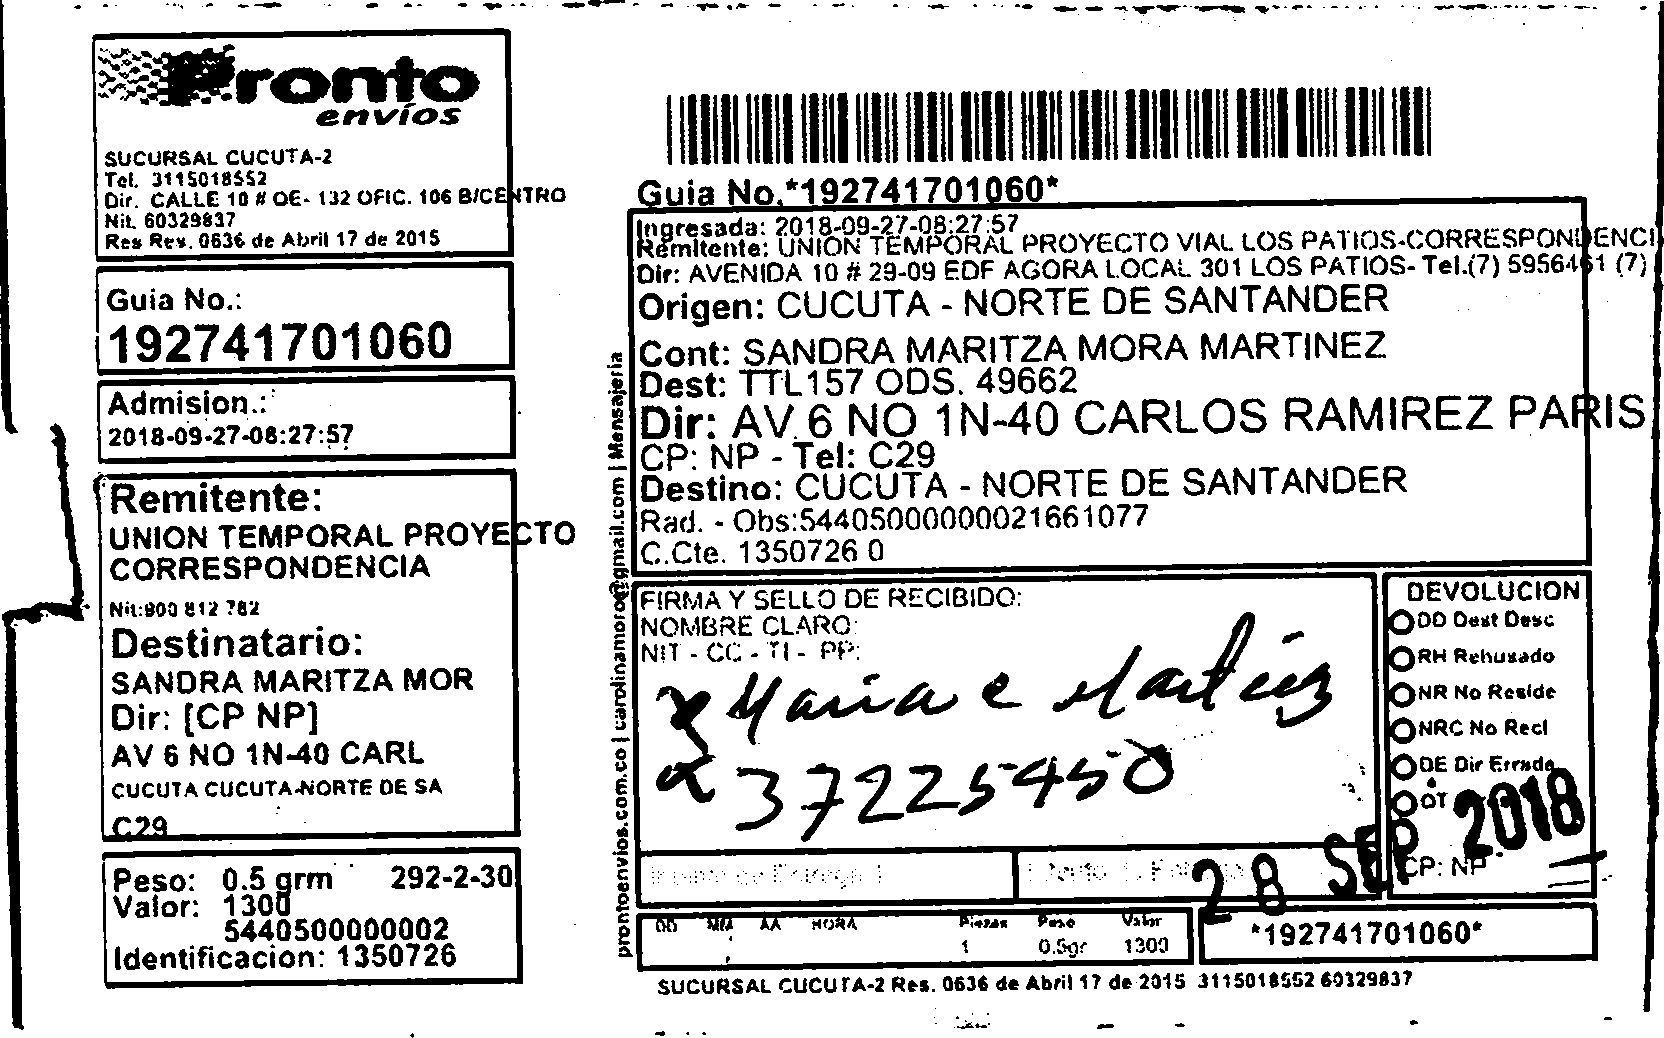 Pronto
envíos
SUCURSAL CUCUTA-2
Tel. 3115018552
Dir. CALLE 10 # OE- 132 OFIC. 106 B/CENTRO
Nit. 60329837
Res Rev. 0636 de Abril 17 de 2015
Guia No.:
192741701060
Admision.:
2018-09-27-08:27:57
Remitente:
UNION TEMPORAL PROYECTO
CORRESPONDENCIA
Nit:900 812 782
Destinatario:
SANDRA MARITZA MOR
Dir: [CP NP]
AV 6 NO 1N-40 CARL
CUCUTA CUCUTA-NORTE DE SA
C29
Peso: 0.5 grm 292-2-30
Valor: 1300
5440500000002
Identificacion: 1350726
prontoenvios.com.co | carolinamoro@gmail.com | Mensajeria
Guia No.*192741701060*
Ingresada: 2018-09-27-08:27:57
Remitente: UNION TEMPORAL PROYECTO VIAL LOS PATIOS-CORRESPONDENCI
Dir: AVENIDA 10 # 29-09 EDF AGORA LOCAL 301 LOS PATIOS- Tel.(7) 5956461 (7)
Origen: CUCUTA - NORTE DE SANTANDER
Cont: SANDRA MARITZA MORA MARTINEZ
Dest: TTL157 ODS. 49662
Dir: AV 6 NO 1N-40 CARLOS RAMIREZ PARIS
CP: NP - Tel: C29
Destino: CUCUTA - NORTE DE SANTANDER
Rad. - Obs:54405000000021661077
C.Cte. 1350726 0
FIRMA Y SELLO DE RECIBIDO:
NOMBRE CLARO:
NIT - CC - TI - PP:
Maria e Martinez
37225450
DEVOLUCION
DD Dest Desc
RH Rehusado
NR No Reside
NRC No Recl
DE Dir Errada
OT
CP: NP
28 SEP 2018
DD MM AA HORA Piezas Peso Valor
1 0.5gr 1300
*192741701060*
SUCURSAL CUCUTA-2 Res. 0636 de Abril 17 de 2015 3115018552 60329837